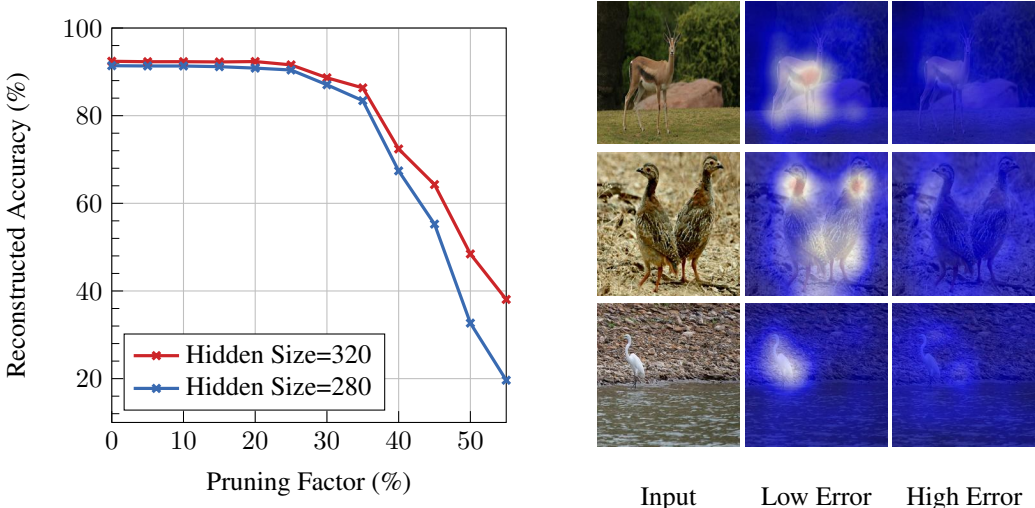 100
80
60
40
20
0
10
20
30
40
50
Reconstructed Accuracy (%)
Pruning Factor (%)
Hidden Size=320
Hidden Size=280
Input
Low Error
High Error